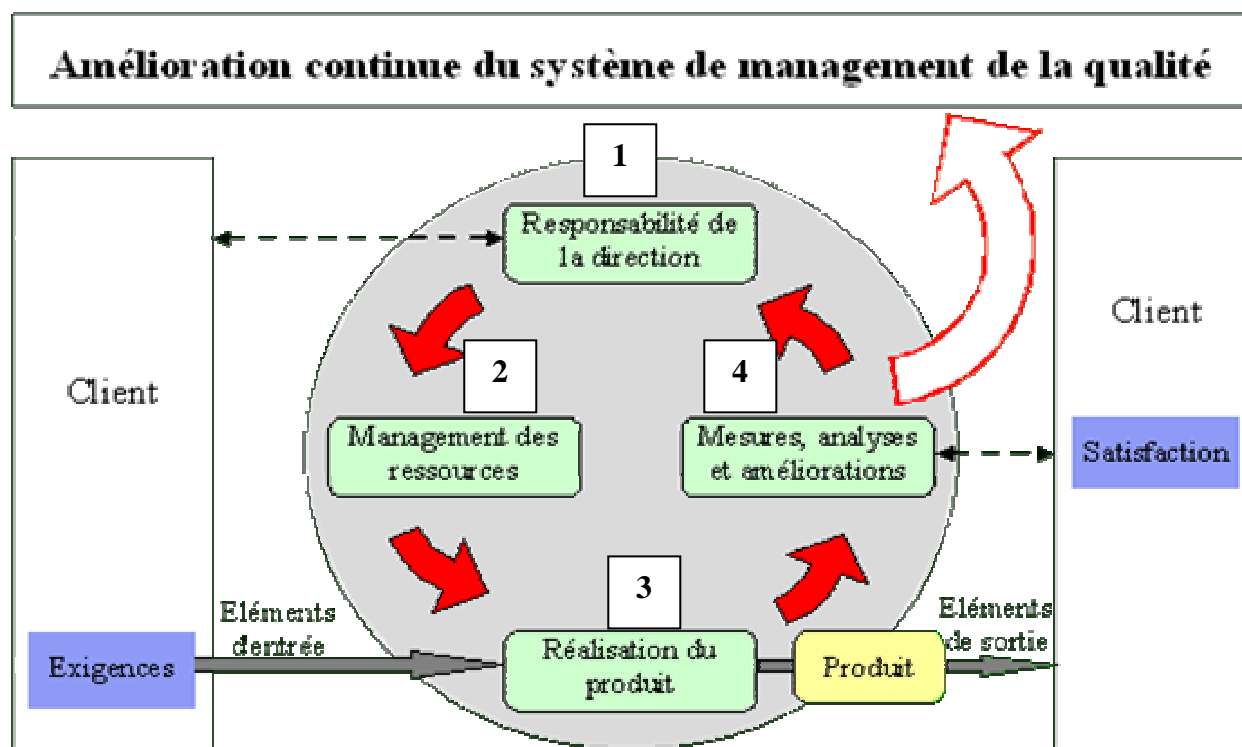 Amélioration continue du système de management de la qualité
1
Responsabilité de
la direction
Client
Client
2
4
Management des
ressources
Mesures, analyses
et améliorations
Satisfaction
3
Eléments
d'entrée
Eléments
de sortie
Exigences
Réalisation du
produit
Produit